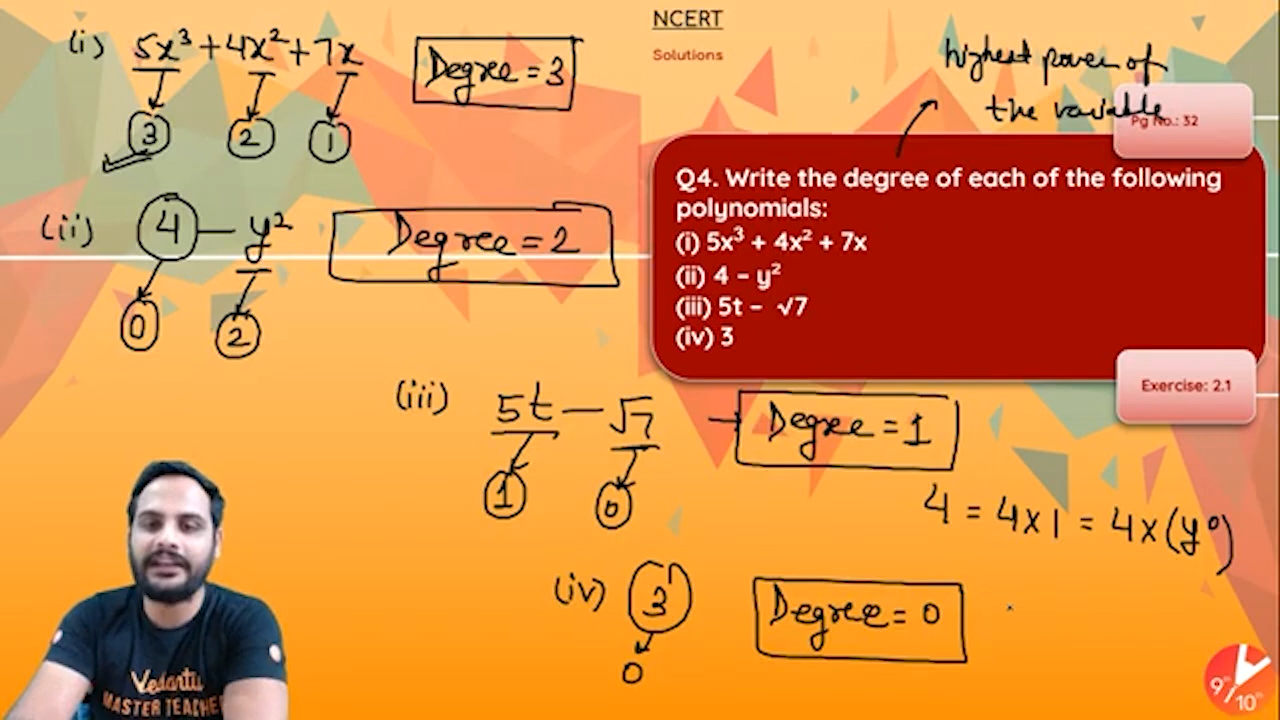 NCERT
Solutions
highest power of
the variable
Pg No.: 32
Q4. Write the degree of each of the following
polynomials:
(i) 5x³ + 4x² + 7x
(ii) 4 – y²
(iii) 5t – √7
(iv) 3
Exercise: 2.1
(i) 5x³ + 4x² + 7x
Degree = 3
3 2 1
(ii) 4 — y²
Degree = 2
0 2
(iii) 5t — √7
Degree = 1
1 0
4 = 4 × 1 = 4 × (y⁰)
(iv) 3
Degree = 0
0
Vedantu
MASTER TEACHER
9th
10th